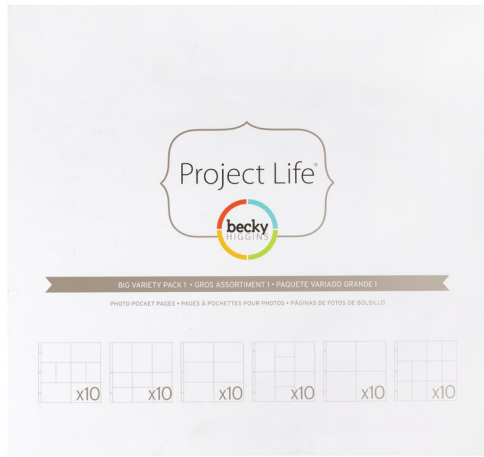 Project Life®
becky
HIGGINS
BIG VARIETY PACK 1 • GROS ASSORTIMENT 1 • PAQUETE VARIADO GRANDE 1
PHOTO POCKET PAGES • PAGES À POCHETTES POUR PHOTOS • PÁGINAS DE FOTOS DE BOLSILLO
x10 x10 x10 x10 x10 x10